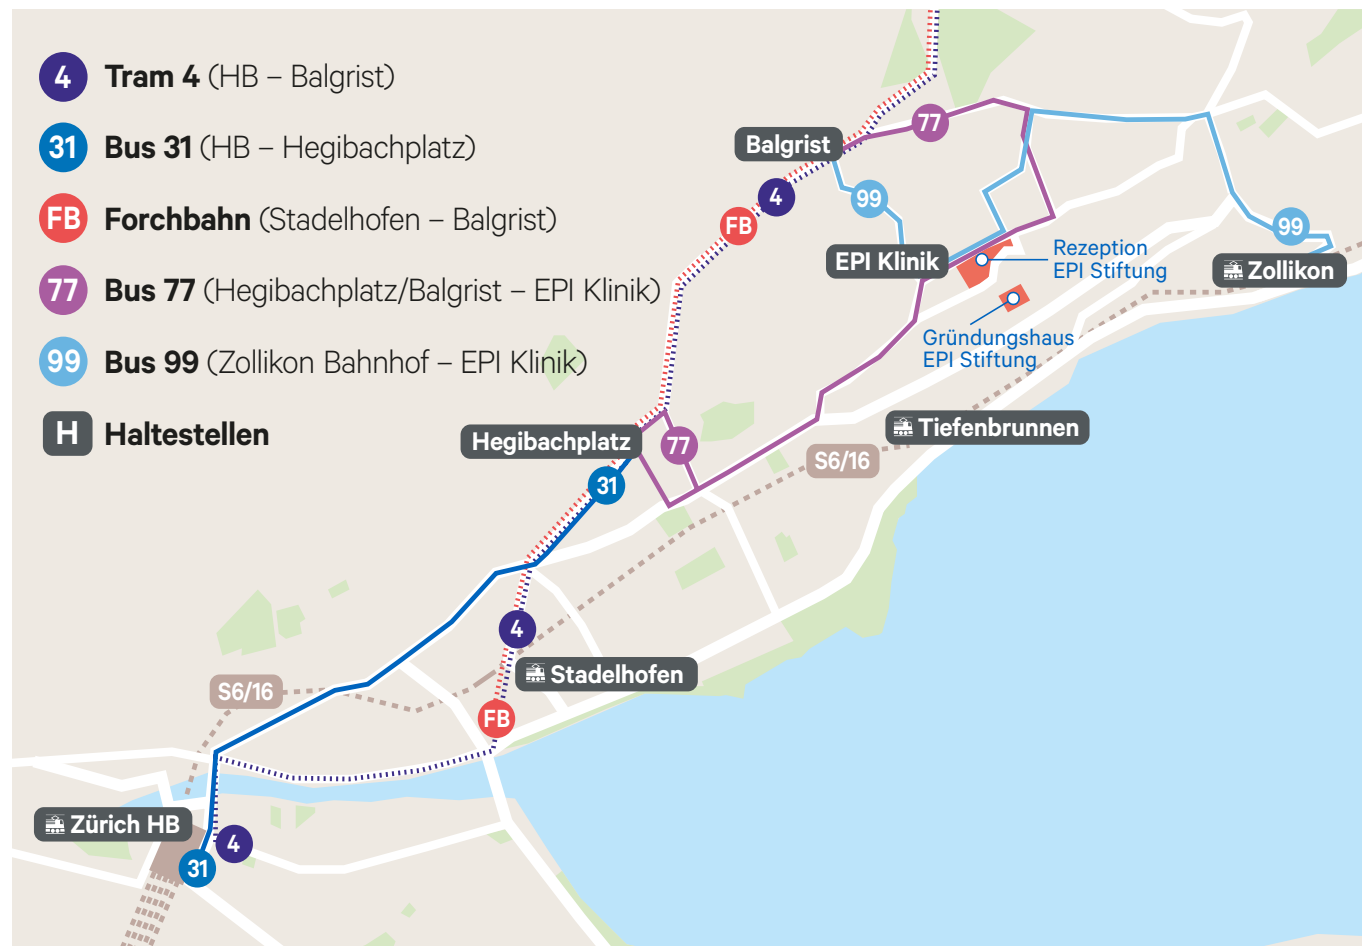 4 Tram 4 (HB – Balgrist)
31 Bus 31 (HB – Hegibachplatz)
FB Forchbahn (Stadelhofen – Balgrist)
77 Bus 77 (Hegibachplatz/Balgrist – EPI Klinik)
99 Bus 99 (Zollikon Bahnhof – EPI Klinik)
H Haltestellen
77
Balgrist
4
99
FB
99
EPI Klinik
Rezeption
EPI Stiftung
Zollikon
Gründungshaus
EPI Stiftung
Tiefenbrunnen
Hegibachplatz
77
S6/16
31
4
Stadelhofen
S6/16
FB
Zürich HB
4
31